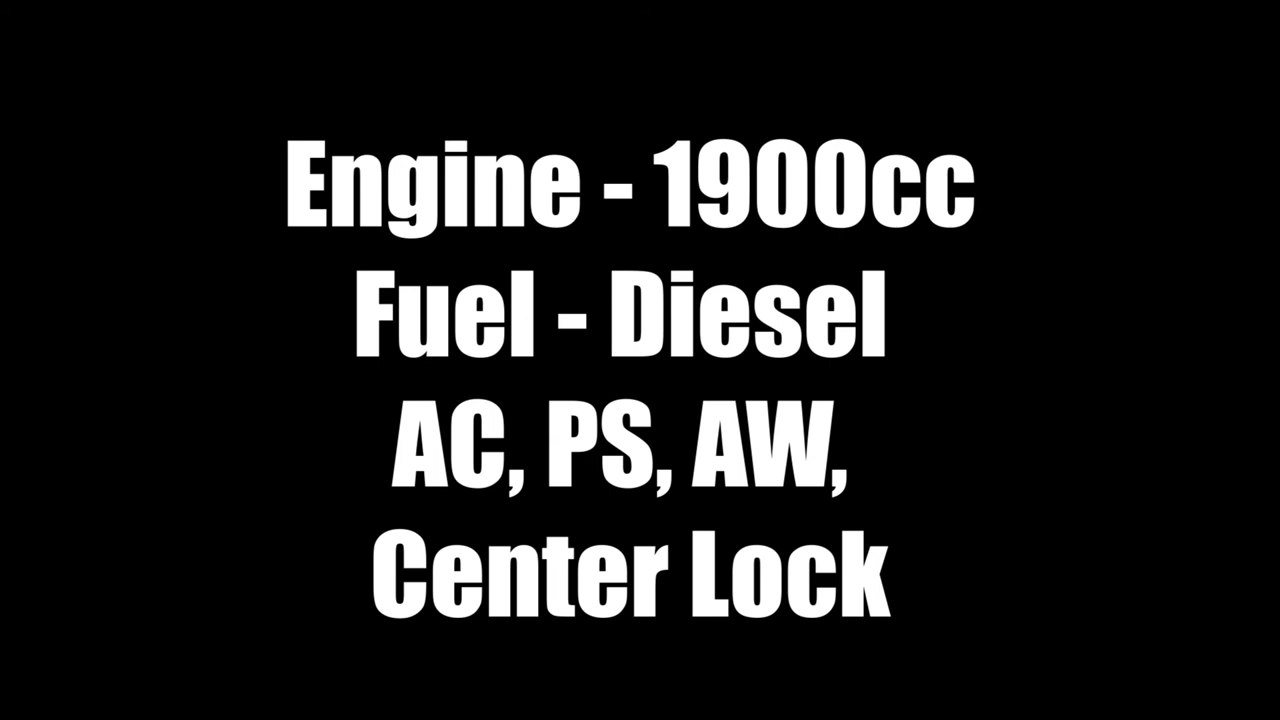 Engine - 1900cc
Fuel - Diesel
AC, PS, AW,
Center Lock